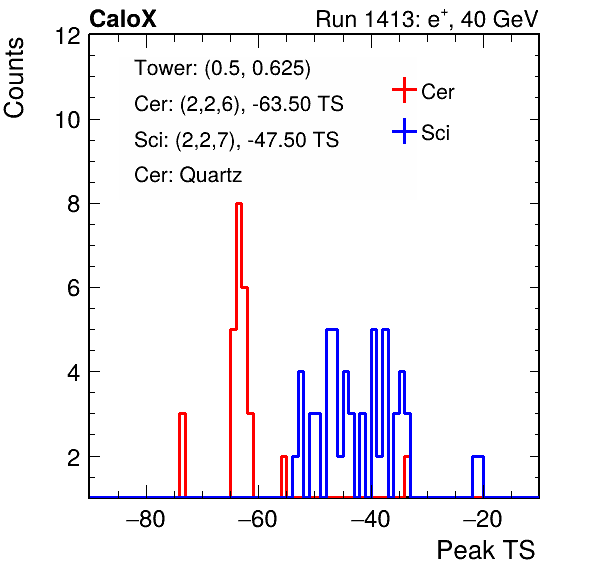 CaloX Run 1413: e⁺, 40 GeV
Counts
12
10
8
6
4
2
Tower: (0.5, 0.625)
Cer: (2,2,6), -63.50 TS
Sci: (2,2,7), -47.50 TS
Cer: Quartz
Cer
Sci
−80 −60 −40 −20
Peak TS